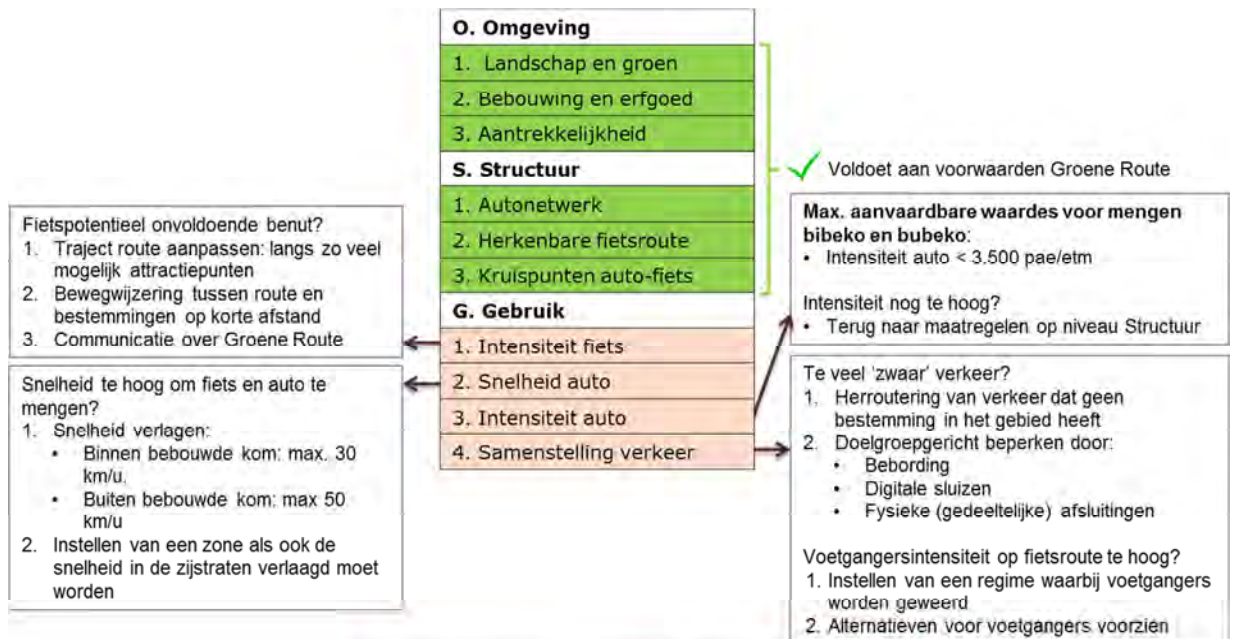 O. Omgeving
1. Landschap en groen
2. Bebouwing en erfgoed
3. Aantrekkelijkheid
S. Structuur
1. Autonetwerk
2. Herkenbare fietsroute
3. Kruispunten auto-fiets
G. Gebruik
1. Intensiteit fiets
2. Snelheid auto
3. Intensiteit auto
4. Samenstelling verkeer
Voldoet aan voorwaarden Groene Route
Fietspotentieel onvoldoende benut?
1. Traject route aanpassen: langs zo veel
mogelijk attractiepunten
2. Bewegwijzering tussen route en
bestemmingen op korte afstand
3. Communicatie over Groene Route
Snelheid te hoog om fiets en auto te
mengen?
1. Snelheid verlagen:
• Binnen bebouwde kom: max. 30
km/u.
• Buiten bebouwde kom: max 50
km/u
2. Instellen van een zone als ook de
snelheid in de zijstraten verlaagd moet
worden
Max. aanvaardbare waardes voor mengen
bibeko en bubeko:
• Intensiteit auto < 3.500 pae/etm
Intensiteit nog te hoog?
• Terug naar maatregelen op niveau Structuur
Te veel 'zwaar' verkeer?
1. Herroutering van verkeer dat geen
bestemming in het gebied heeft
2. Doelgroepgericht beperken door:
• Bebording
• Digitale sluizen
• Fysieke (gedeeltelijke) afsluitingen
Voetgangersintensiteit op fietsroute te hoog?
1. Instellen van een regime waarbij voetgangers
worden geweerd
2. Alternatieven voor voetgangers voorzien